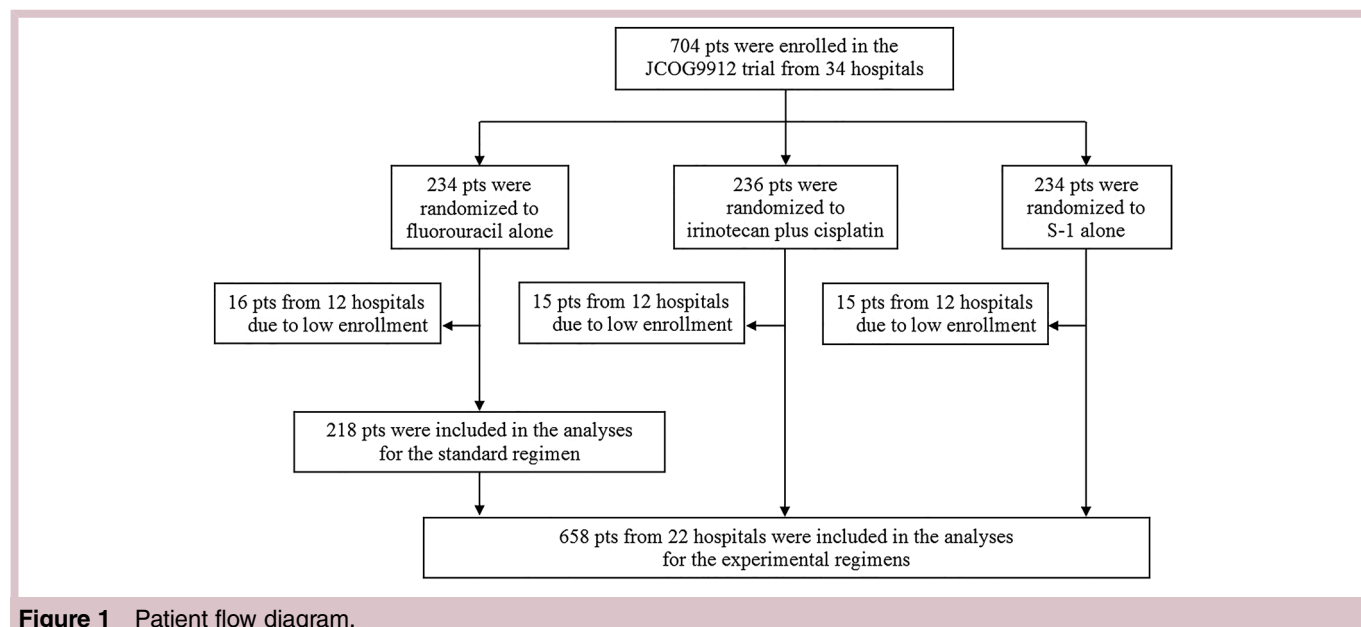 704 pts were enrolled in the
JCOG9912 trial from 34 hospitals
234 pts were
randomized to
fluorouracil alone
236 pts were
randomized to
irinotecan plus cisplatin
234 pts were
randomized to
S-1 alone
16 pts from 12 hospitals
due to low enrollment
15 pts from 12 hospitals
due to low enrollment
15 pts from 12 hospitals
due to low enrollment
218 pts were included in the analyses
for the standard regimen
658 pts from 22 hospitals were included in the analyses
for the experimental regimens
Figure 1 Patient flow diagram.